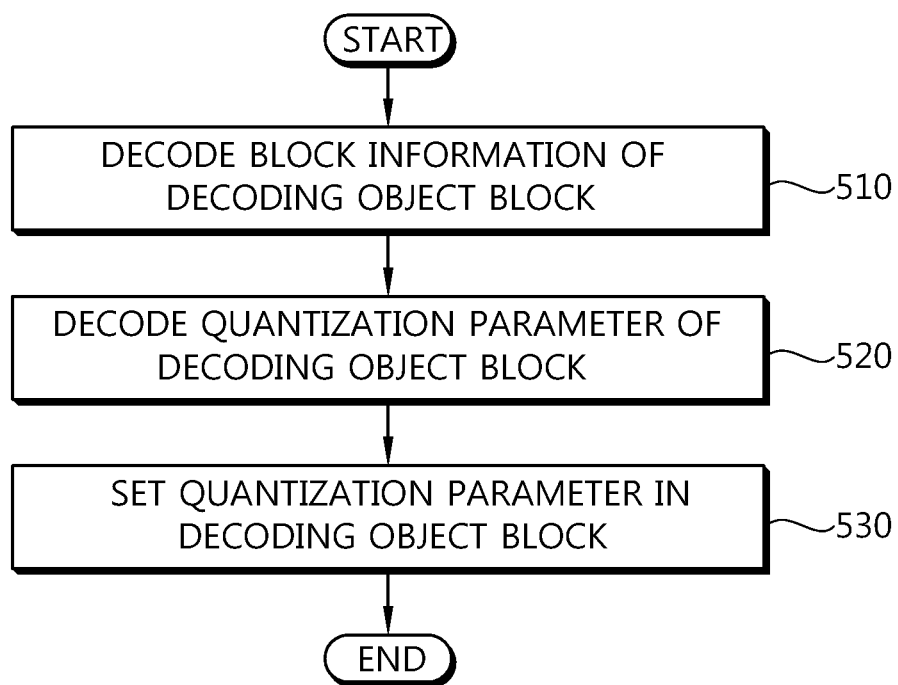 START
DECODE BLOCK INFORMATION OF
DECODING OBJECT BLOCK
510
DECODE QUANTIZATION PARAMETER OF
DECODING OBJECT BLOCK
520
SET QUANTIZATION PARAMETER IN
DECODING OBJECT BLOCK
530
END